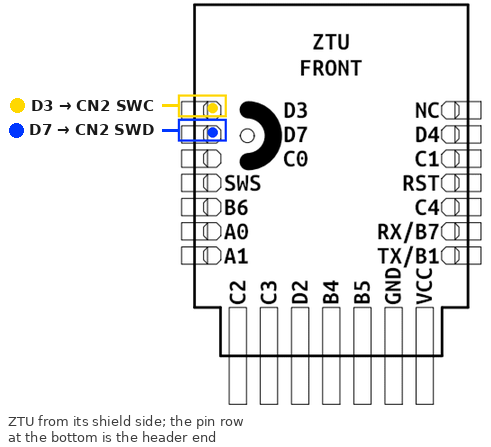 ZTU
FRONT
D3 → CN2 SWC
D7 → CN2 SWD
D3
D7
C0
SWS
B6
A0
A1
NC
D4
C1
RST
C4
RX/B7
TX/B1
C2
C3
D2
B4
B5
GND
VCC
ZTU from its shield side; the pin row
at the bottom is the header end